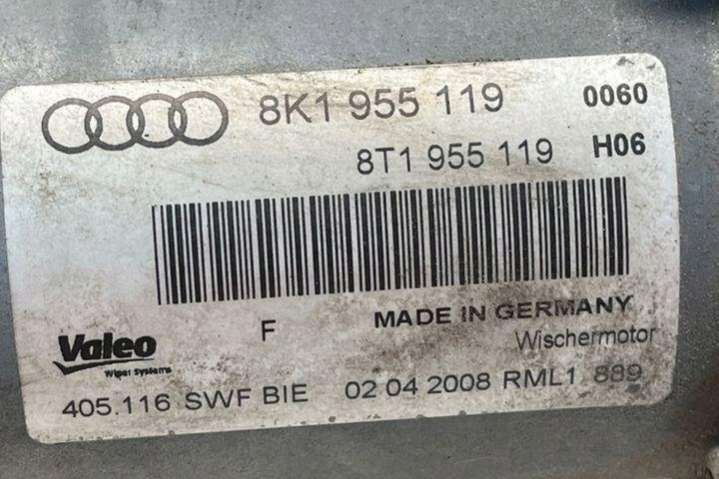 8K1 955 119 0060
8T1 955 119 H06
F MADE IN GERMANY
Valeo Wischermotor
Wiper Systems
405.116 SWF BIE 02 04 2008 RML1 889